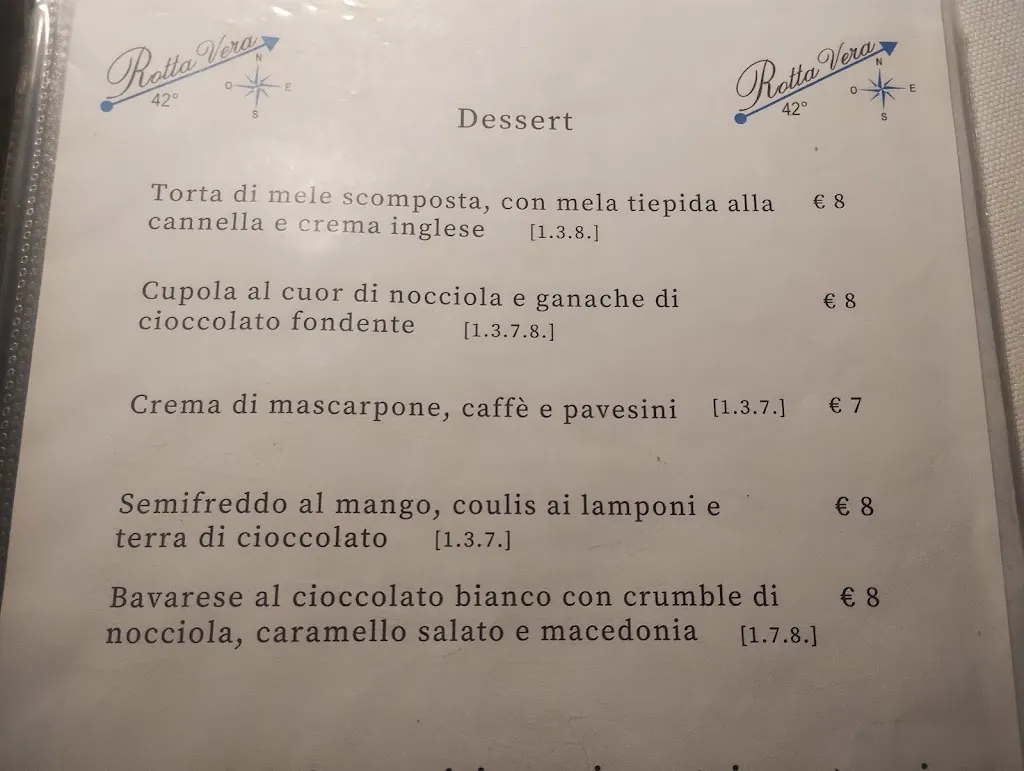 Rotta Vera
42°
N
O E
S
Rotta Vera
42°
N
O E
S
Dessert
Torta di mele scomposta, con mela tiepida alla € 8
cannella e crema inglese [1.3.8.]
Cupola al cuor di nocciola e ganache di € 8
cioccolato fondente [1.3.7.8.]
Crema di mascarpone, caffè e pavesini [1.3.7.] € 7
Semifreddo al mango, coulis ai lamponi e € 8
terra di cioccolato [1.3.7.]
Bavarese al cioccolato bianco con crumble di € 8
nocciola, caramello salato e macedonia [1.7.8.]